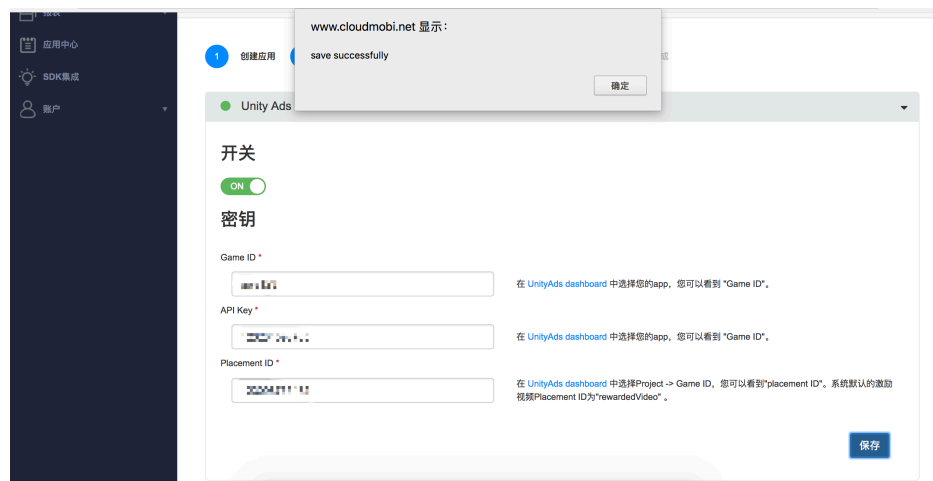 www.cloudmobi.net 显示：
save successfully
确定
应用中心
SDK集成
账户
1 创建应用
Unity Ads
开关
ON
密钥
Game ID *
在 UnityAds dashboard 中选择您的app，您可以看到 "Game ID"。
API Key *
在 UnityAds dashboard 中选择您的app，您可以看到 "Game ID"。
Placement ID *
在 UnityAds dashboard 中选择Project -> Game ID，您可以看到"placement ID"。系统默认的激励
视频Placement ID为"rewardedVideo" 。
保存